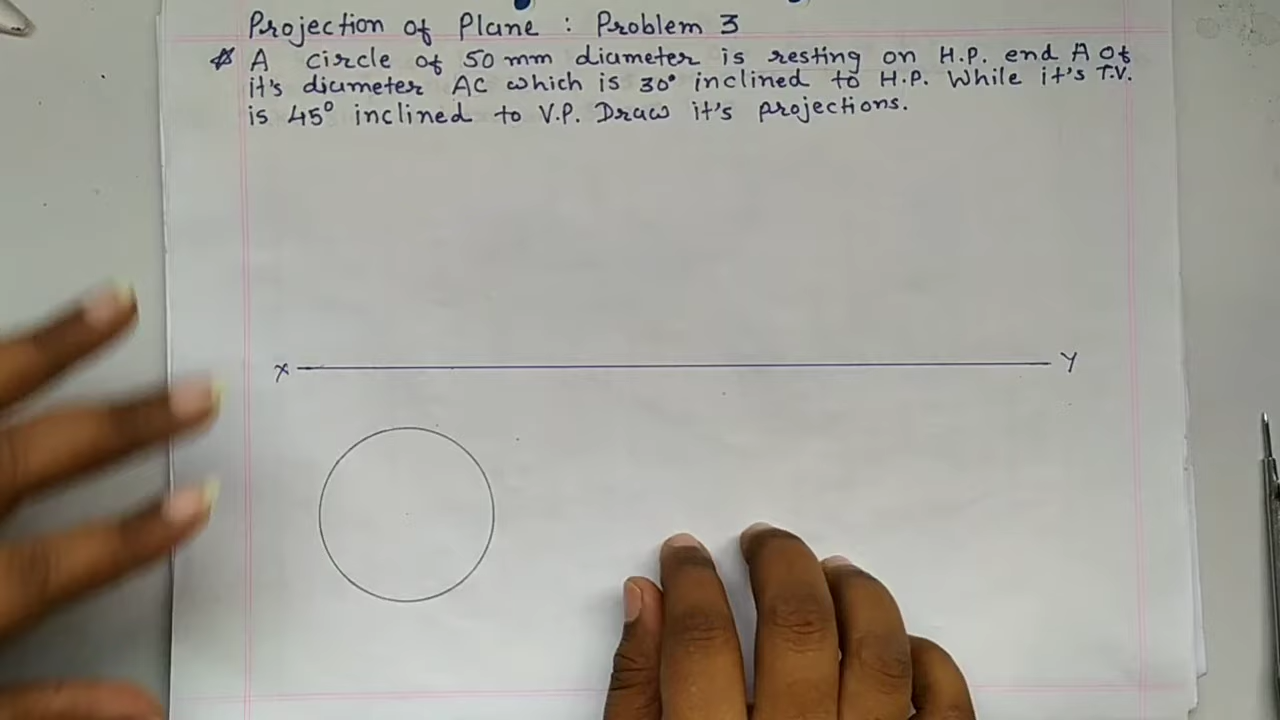 Projection of Plane : Problem 3
A circle of 50 mm diameter is resting on H.P. end A of
it's diameter AC which is 30° inclined to H.P. While it's T.V.
is 45° inclined to V.P. Draw it's projections.
X Y